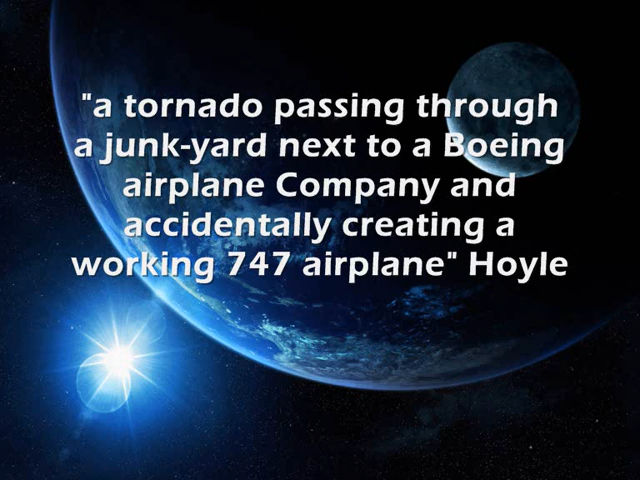 "a tornado passing through
a junk-yard next to a Boeing
airplane Company and
accidentally creating a
working 747 airplane" Hoyle